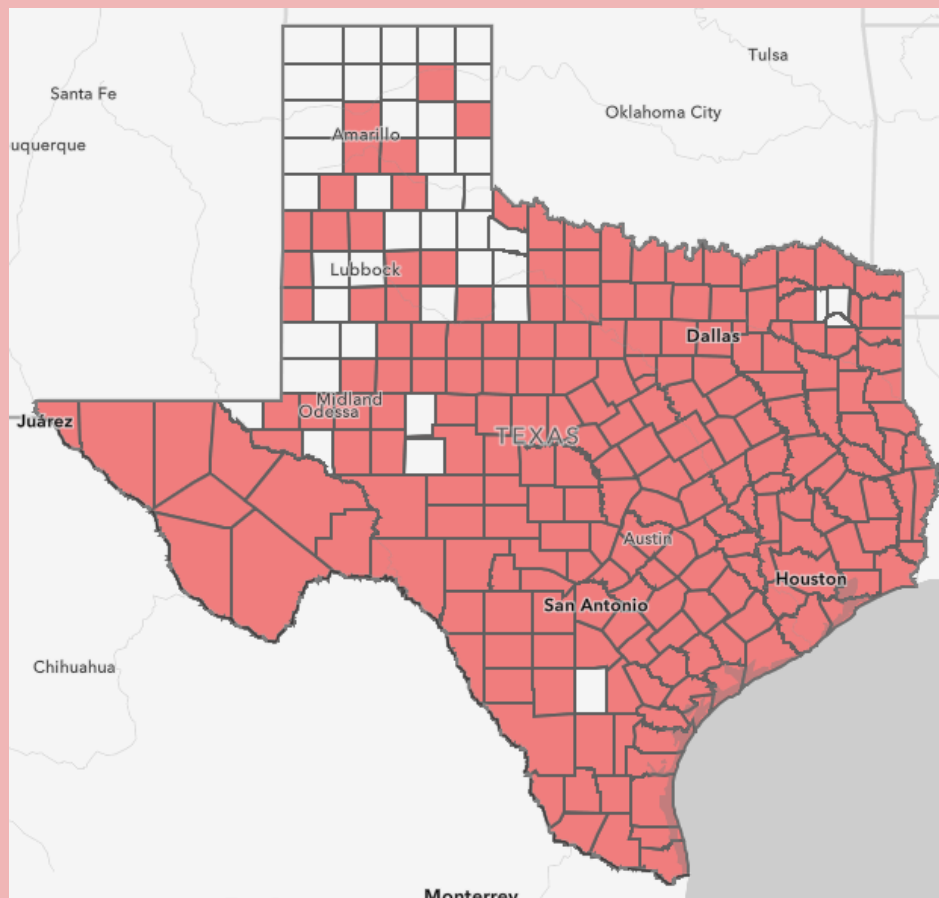 Tulsa
Santa Fe
Oklahoma City
Amarillo
uquerque
Lubbock
Dallas
Midland
Odessa
Juárez
TEXAS
Austin
Houston
San Antonio
Chihuahua
Monterrey